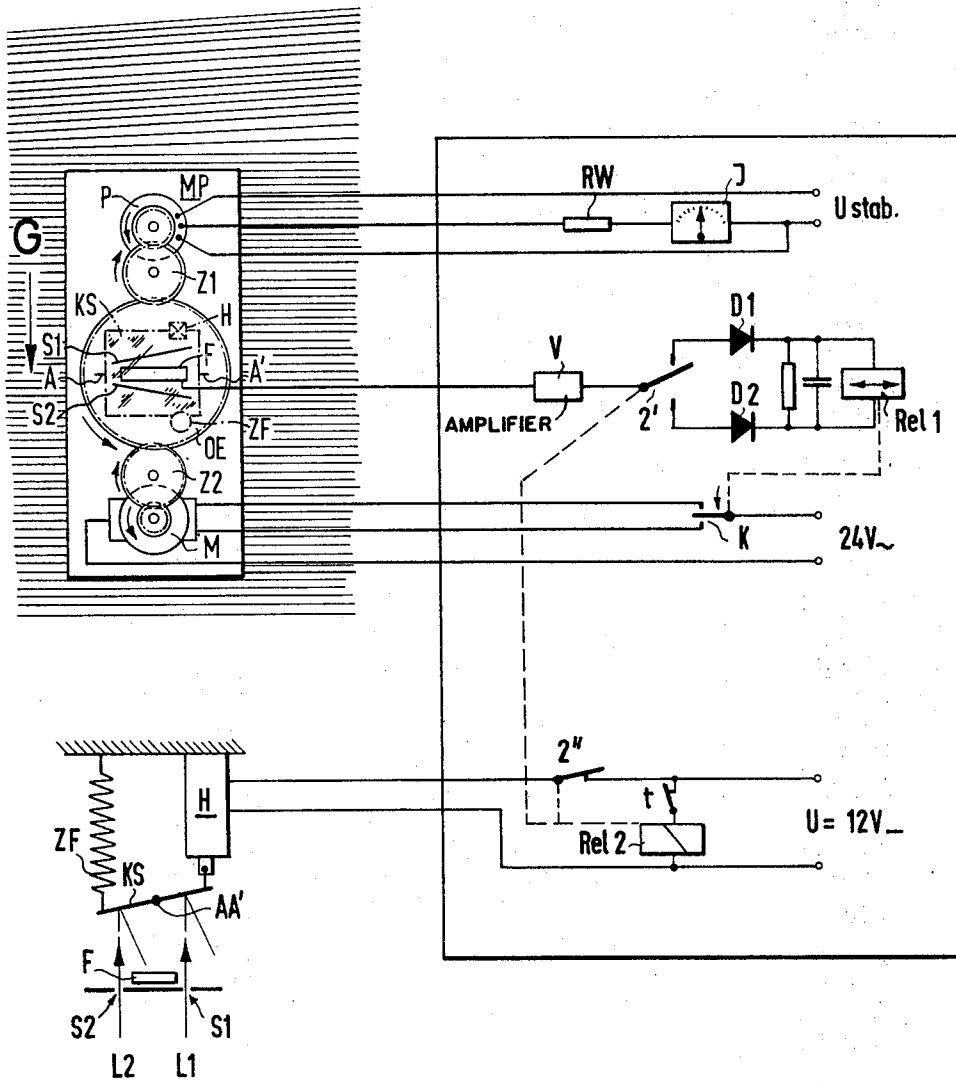 P
MP
RW
J
U stab.
G
Z1
KS
H
S1
F
A
A'
S2
ZF
OE
Z2
M
V
AMPLIFIER
2'
D1
D2
Rel 1
K
24V~
2"
t
Rel 2
U = 12V_
H
ZF
KS
AA'
F
S2
S1
L2
L1